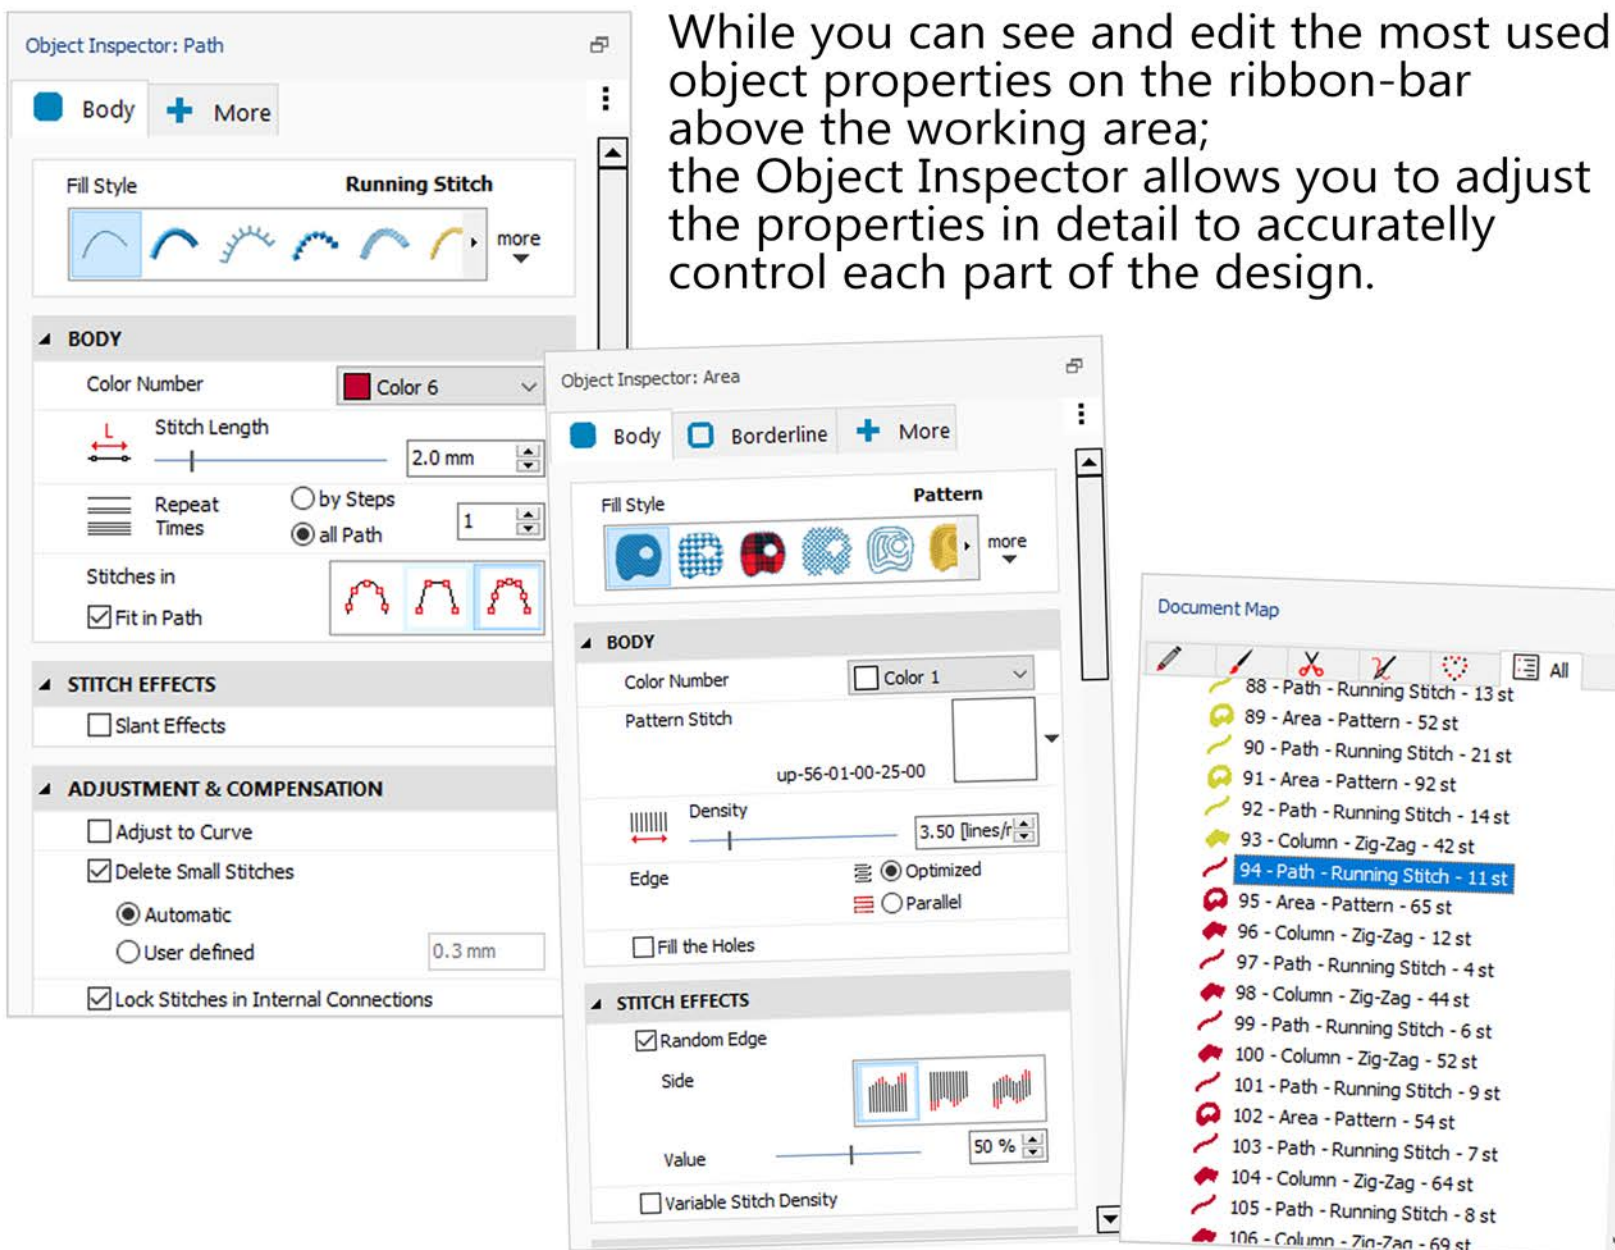 While you can see and edit the most used
object properties on the ribbon-bar
above the working area;
the Object Inspector allows you to adjust
the properties in detail to accuratelly
control each part of the design.
Object Inspector: Path
Body More
Fill Style Running Stitch
more
BODY
Color Number Color 6
L
Stitch Length
2.0 mm
Repeat
Times
by Steps
all Path
1
Stitches in
Fit in Path
STITCH EFFECTS
Slant Effects
ADJUSTMENT & COMPENSATION
Adjust to Curve
Delete Small Stitches
Automatic
User defined 0.3 mm
Lock Stitches in Internal Connections
Object Inspector: Area
Body Borderline More
Fill Style Pattern
more
BODY
Color Number Color 1
Pattern Stitch
up-56-01-00-25-00
Density
3.50 [lines/r
Edge
Optimized
Parallel
Fill the Holes
STITCH EFFECTS
Random Edge
Side
Value 50 %
Variable Stitch Density
Document Map
All
88 - Path - Running Stitch - 13 st
89 - Area - Pattern - 52 st
90 - Path - Running Stitch - 21 st
91 - Area - Pattern - 92 st
92 - Path - Running Stitch - 14 st
93 - Column - Zig-Zag - 42 st
94 - Path - Running Stitch - 11 st
95 - Area - Pattern - 65 st
96 - Column - Zig-Zag - 12 st
97 - Path - Running Stitch - 4 st
98 - Column - Zig-Zag - 44 st
99 - Path - Running Stitch - 6 st
100 - Column - Zig-Zag - 52 st
101 - Path - Running Stitch - 9 st
102 - Area - Pattern - 54 st
103 - Path - Running Stitch - 7 st
104 - Column - Zig-Zag - 64 st
105 - Path - Running Stitch - 8 st
106 - Column - Zig-Zag - 69 st